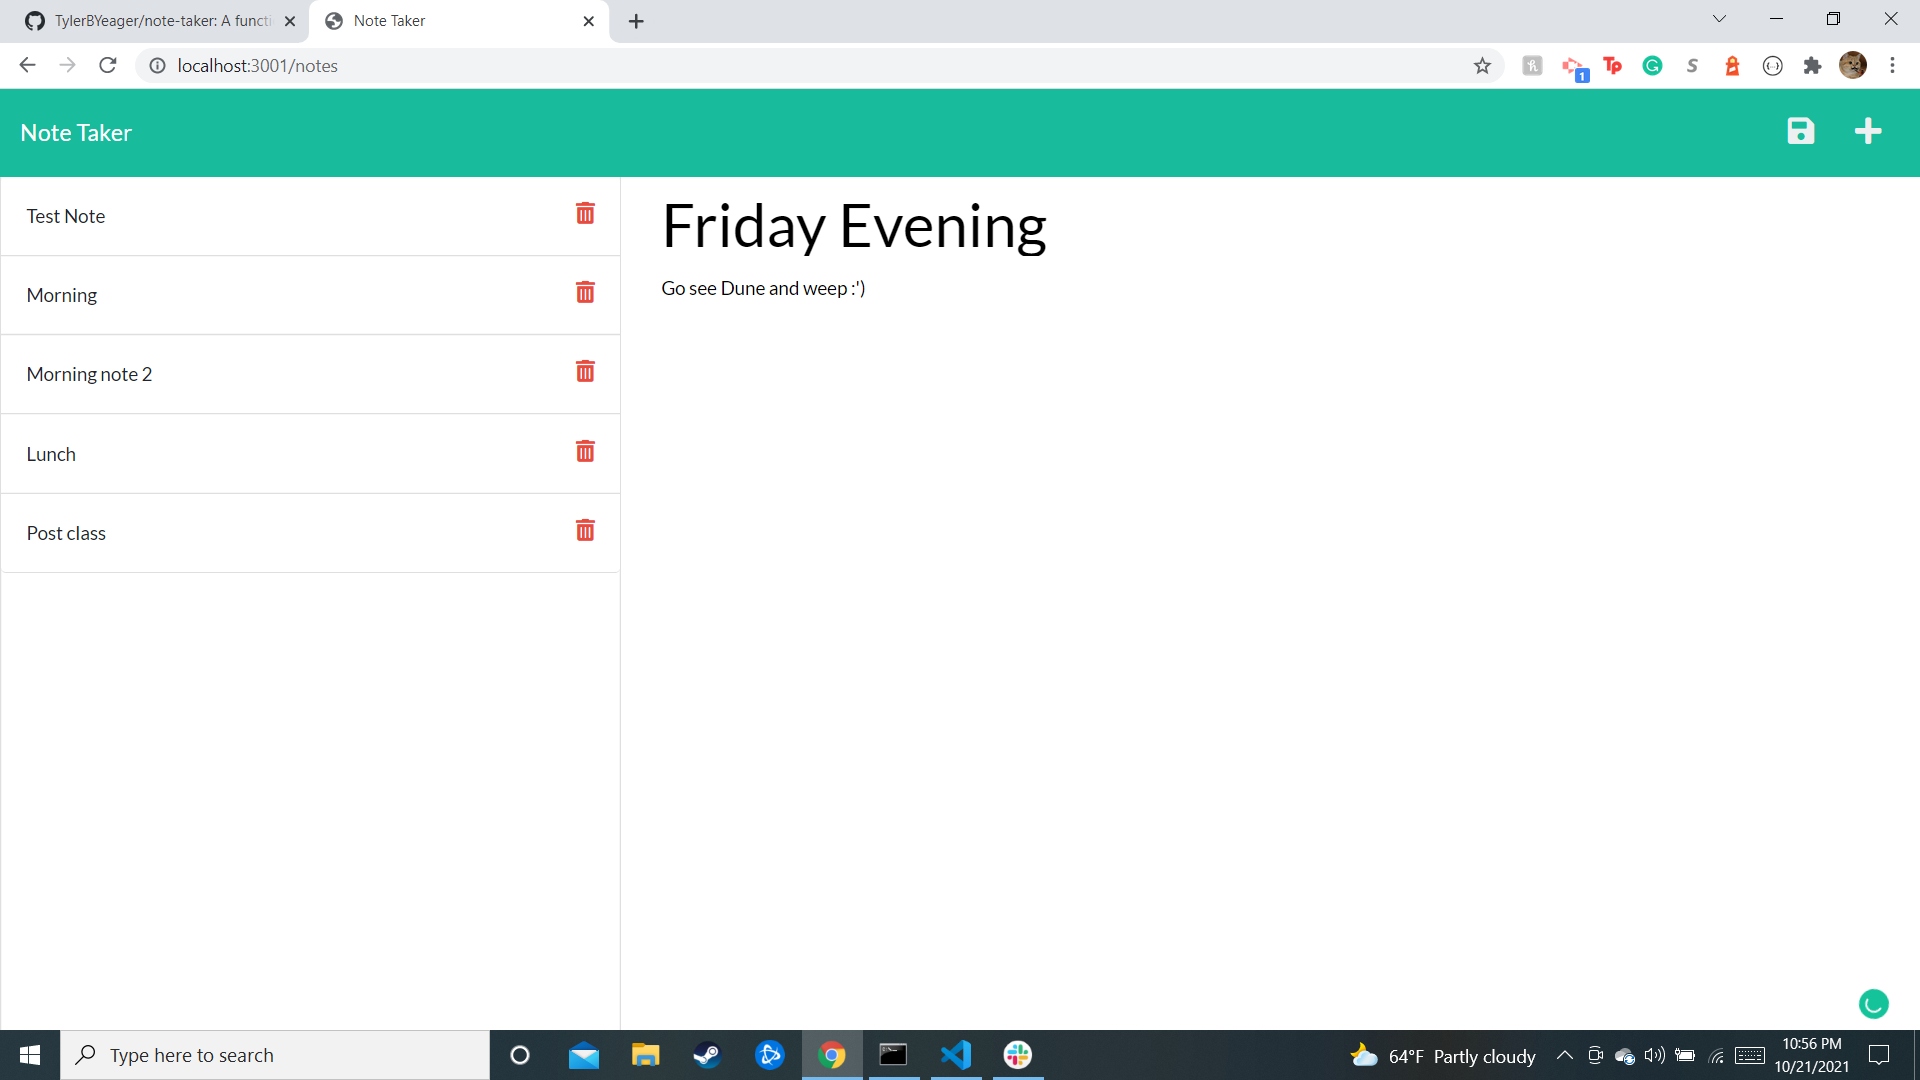 TylerBYeager/note-taker: A functi
Note Taker
localhost:3001/notes
1
Tp
S
Note Taker
Test Note
Friday Evening
Go see Dune and weep :')
Morning
Morning note 2
Lunch
Post class
Type here to search
64°F Partly cloudy
10:56 PM
10/21/2021